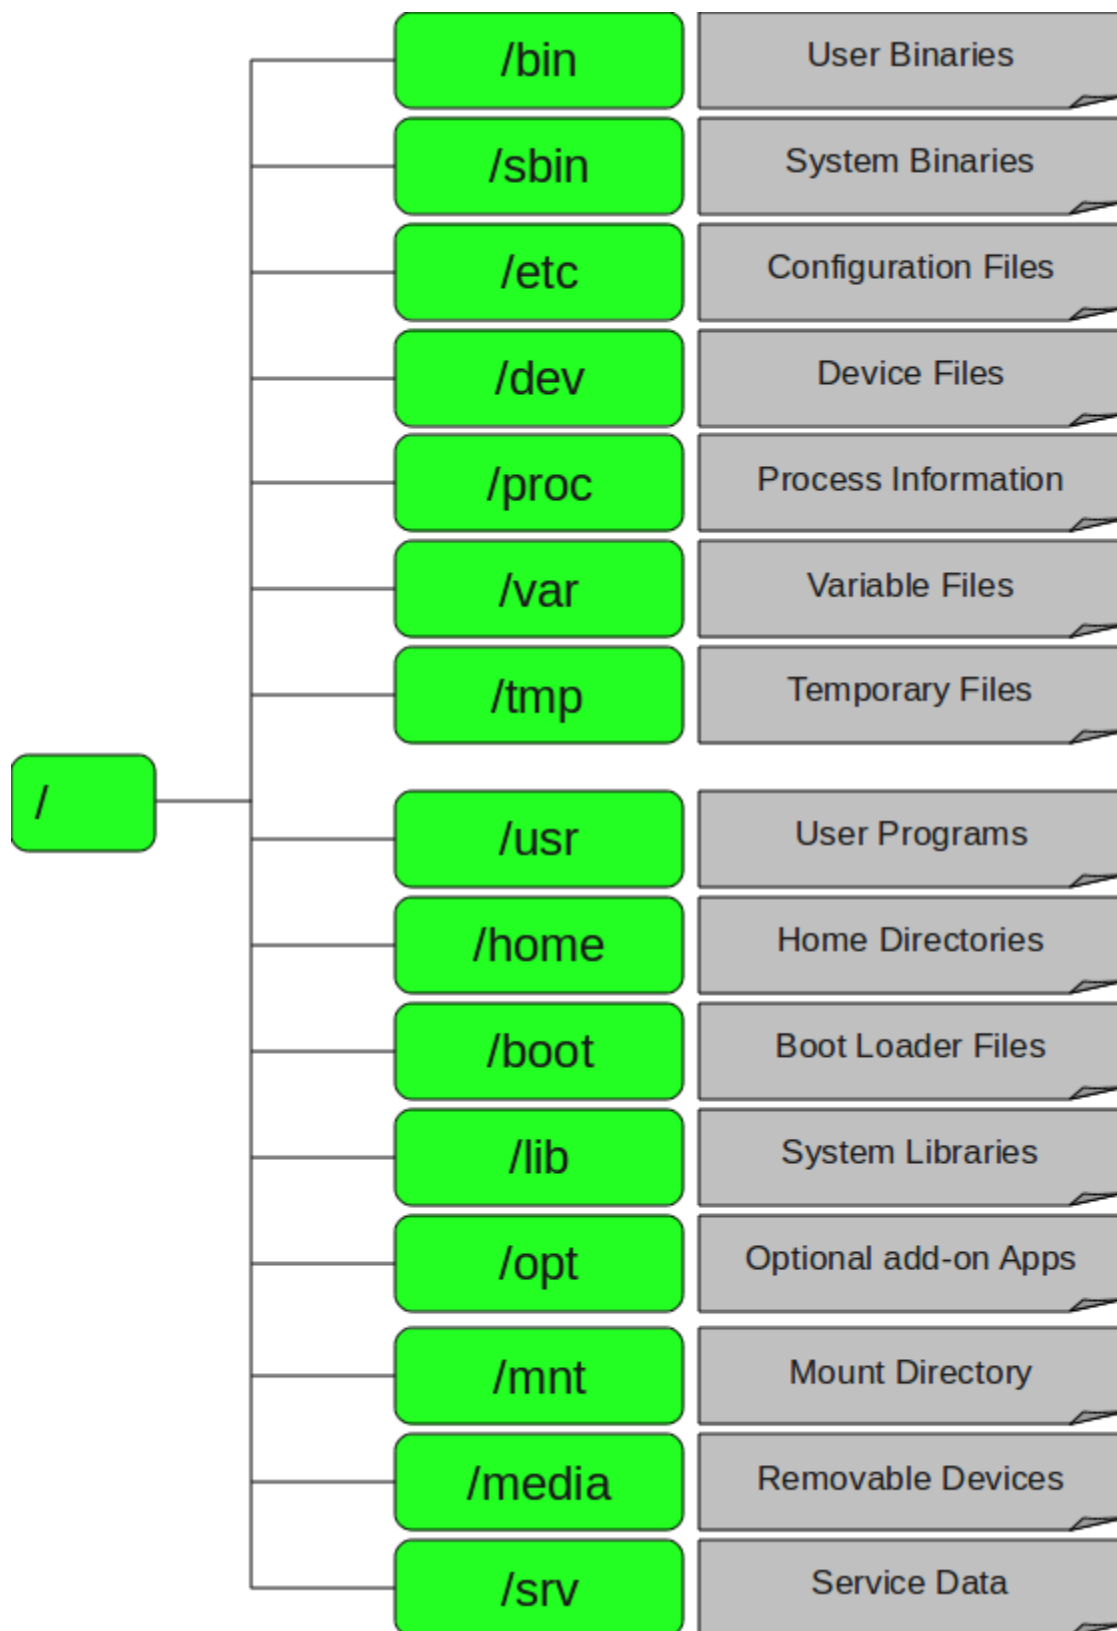 /bin User Binaries
/sbin System Binaries
/etc Configuration Files
/dev Device Files
/proc Process Information
/var Variable Files
/tmp Temporary Files
/
/usr User Programs
/home Home Directories
/boot Boot Loader Files
/lib System Libraries
/opt Optional add-on Apps
/mnt Mount Directory
/media Removable Devices
/srv Service Data